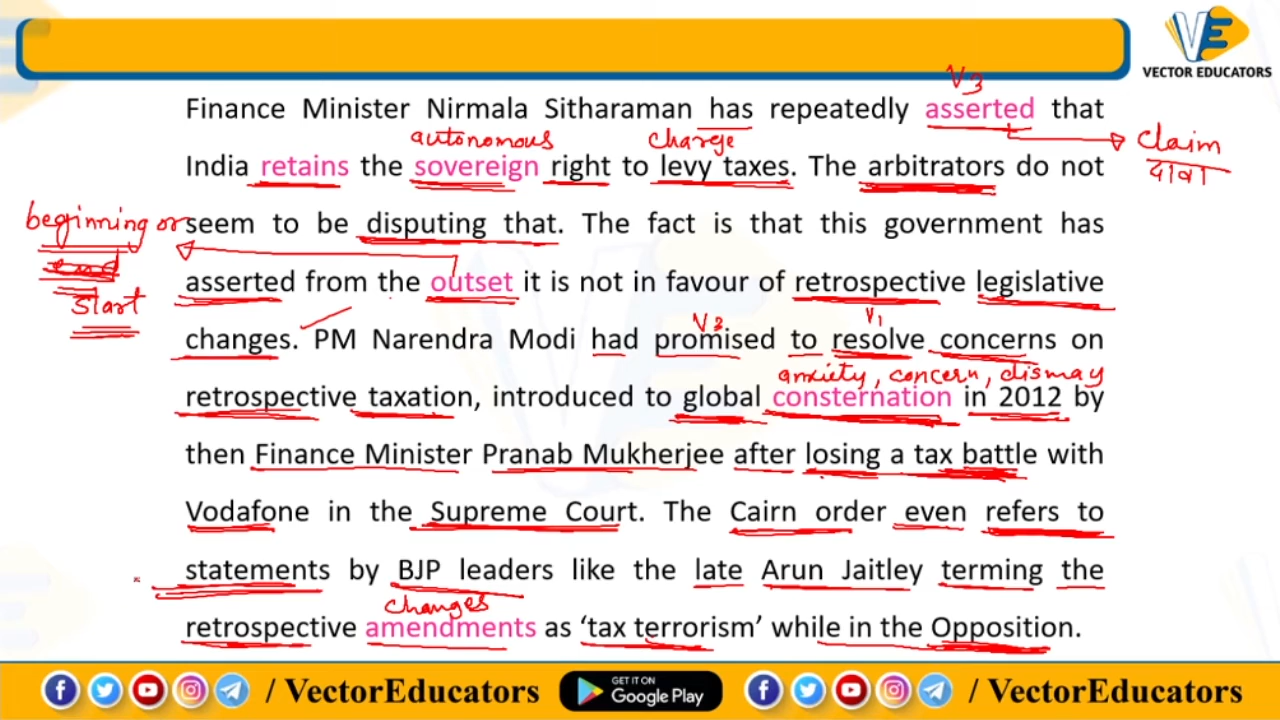 VE
VECTOR EDUCATORS
V3
Finance Minister Nirmala Sitharaman has repeatedly asserted that
autonomous charge claim
दावा
India retains the sovereign right to levy taxes. The arbitrators do not
beginning or
seem to be disputing that. The fact is that this government has
end
asserted from the outset it is not in favour of retrospective legislative
start
V3 V1
changes. PM Narendra Modi had promised to resolve concerns on
anxiety, concern, dismay
retrospective taxation, introduced to global consternation in 2012 by
then Finance Minister Pranab Mukherjee after losing a tax battle with
Vodafone in the Supreme Court. The Cairn order even refers to
statements by BJP leaders like the late Arun Jaitley terming the
changes
retrospective amendments as ‘tax terrorism’ while in the Opposition.
/ VectorEducators GET IT ON Google Play / VectorEducators